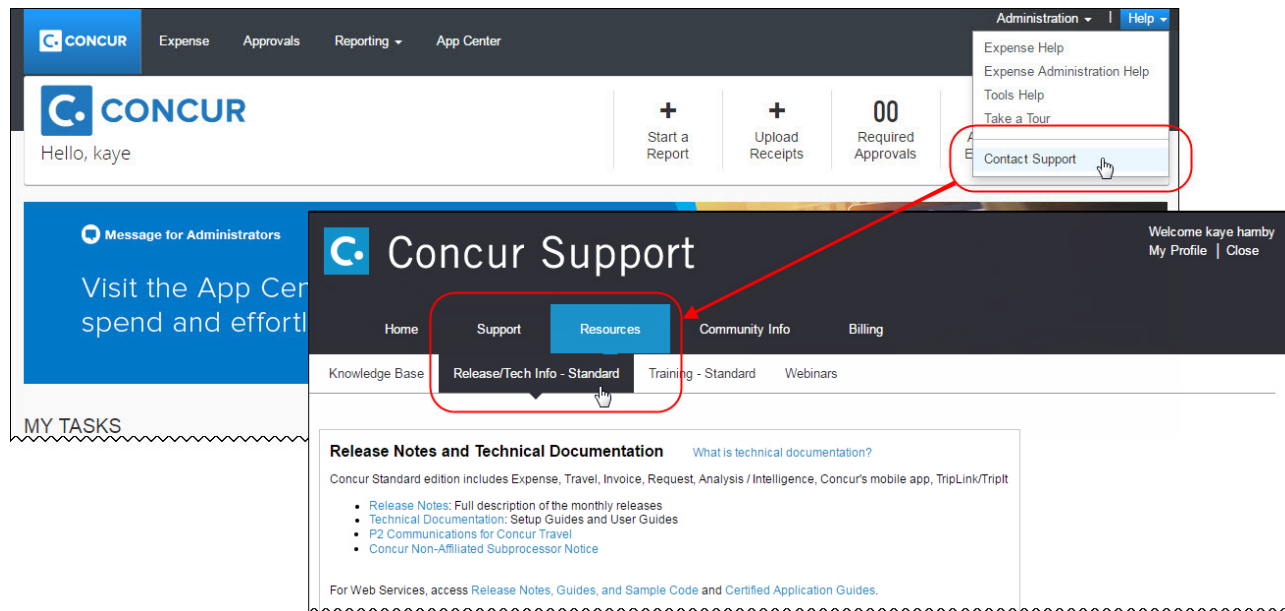 Administration | Help
C. CONCUR Expense Approvals Reporting App Center
Expense Help
Expense Administration Help
Tools Help
Take a Tour
Contact Support
C. CONCUR
Hello, kaye
+ Start a Report
+ Upload Receipts
00 Required Approvals
A
E
Message for Administrators
Visit the App Cen
spend and effortl
MY TASKS
C. Concur Support
Welcome kaye hamby
My Profile | Close
Home Support Resources Community Info Billing
Knowledge Base Release/Tech Info - Standard Training - Standard Webinars
Release Notes and Technical Documentation What is technical documentation?
Concur Standard edition includes Expense, Travel, Invoice, Request, Analysis / Intelligence, Concur's mobile app, TripLink/TripIt
• Release Notes: Full description of the monthly releases
• Technical Documentation: Setup Guides and User Guides
• P2 Communications for Concur Travel
• Concur Non-Affiliated Subprocessor Notice
For Web Services, access Release Notes, Guides, and Sample Code and Certified Application Guides.